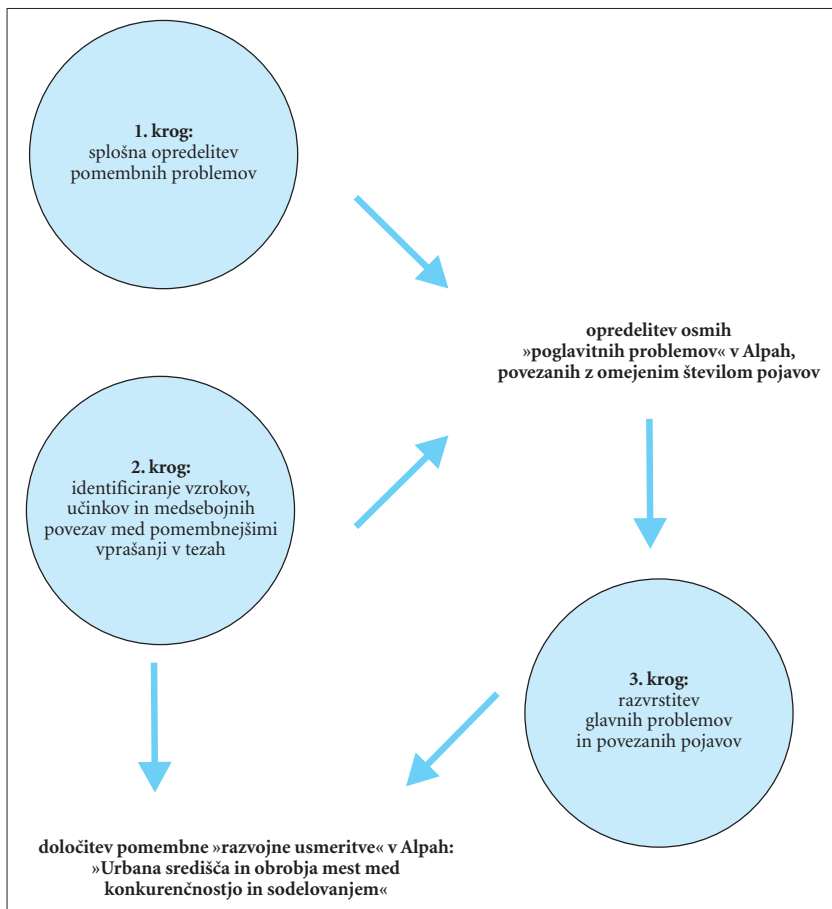 1. krog:
splošna opredelitev
pomembnih problemov
opredelitev osmih
»poglavitnih problemov« v Alpah,
povezanih z omejenim številom pojavov
2. krog:
identificiranje vzrokov,
učinkov in medsebojnih
povezav med pomembnejšimi
vprašanji v tezah
3. krog:
razvrstitev
glavnih problemov
in povezanih pojavov
določitev pomembne »razvojne usmeritve« v Alpah:
»Urbana središča in obrobja mest med
konkurenčnostjo in sodelovanjem«